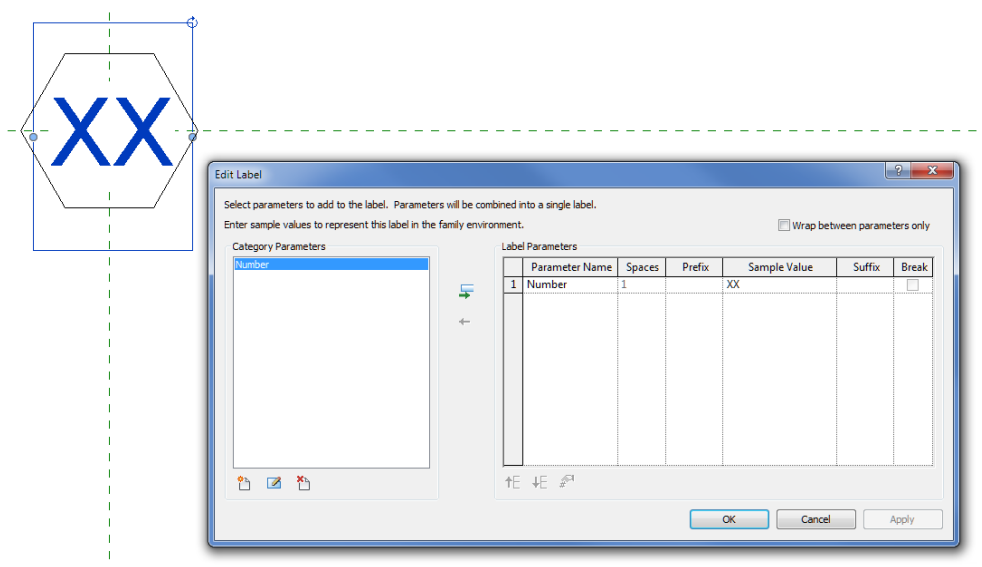 XX
Edit Label
Select parameters to add to the label. Parameters will be combined into a single label.
Enter sample values to represent this label in the family environment.
Wrap between parameters only
Category Parameters
Number
Label Parameters
Parameter Name Spaces Prefix Sample Value Suffix Break
1 Number 1 XX
OK Cancel Apply